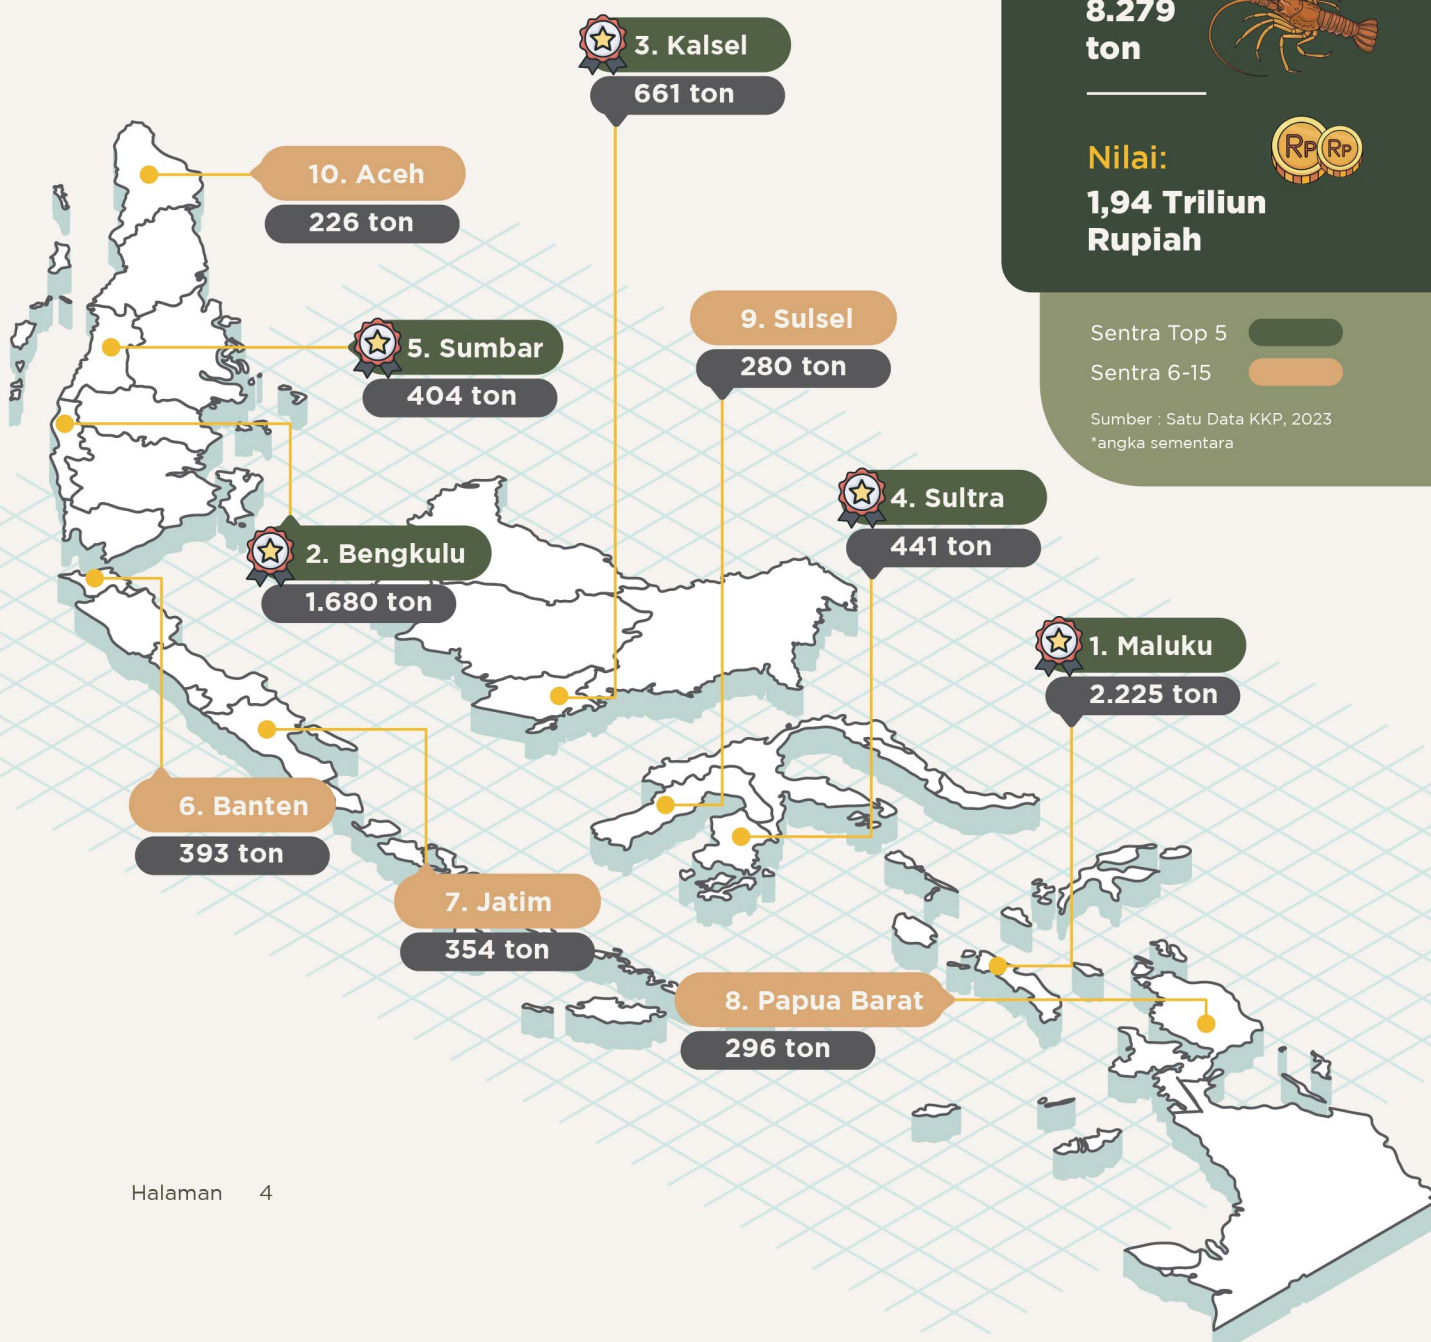 8.279
ton
Nilai:
Rp Rp
1,94 Triliun
Rupiah
Sentra Top 5
Sentra 6-15
Sumber : Satu Data KKP, 2023
*angka sementara
3. Kalsel
661 ton
10. Aceh
226 ton
9. Sulsel
280 ton
5. Sumbar
404 ton
4. Sultra
441 ton
2. Bengkulu
1.680 ton
1. Maluku
2.225 ton
6. Banten
393 ton
7. Jatim
354 ton
8. Papua Barat
296 ton
Halaman 4